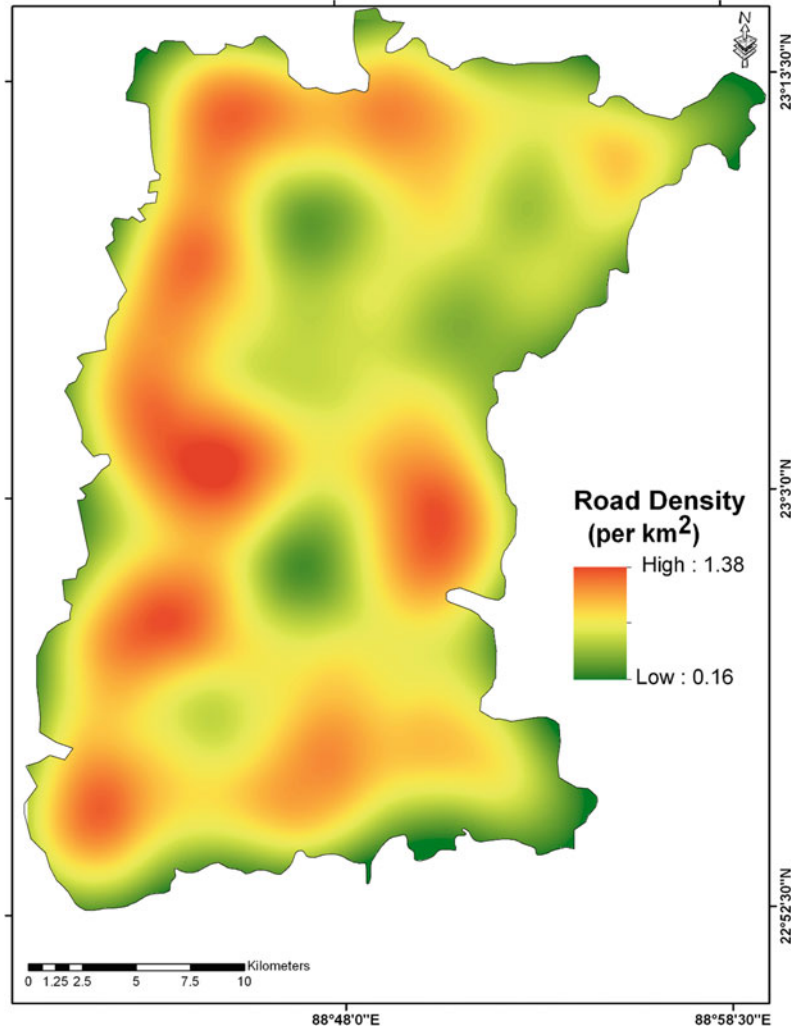 N
23°13'30"N
Road Density
(per km2)
High : 1.38
Low : 0.16
23°3'0"N
22°52'30"N
Kilometers
0 1.25 2.5 5 7.5 10
88°48'0"E
88°58'30"E